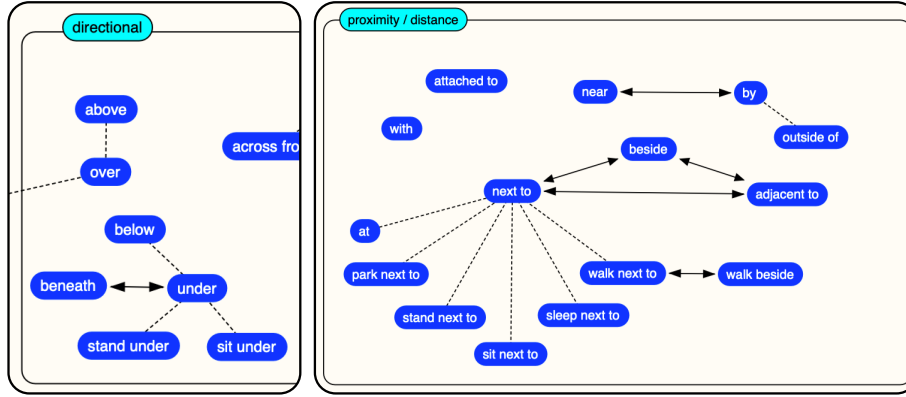 directional
above
across fro
over
below
beneath
under
stand under
sit under
proximity / distance
attached to
near
by
with
outside of
beside
next to
adjacent to
at
park next to
walk next to
walk beside
stand next to
sleep next to
sit next to